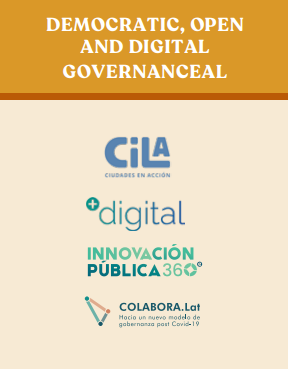 DEMOCRATIC, OPEN
AND DIGITAL
GOVERNANCEAL
CiLA
CIUDADES EN ACCIÓN
+digital
INNOVACIÓN
PÚBLICA 360°
COLABORA.Lat
Hacia un nuevo modelo de
gobernanza post Covid-19